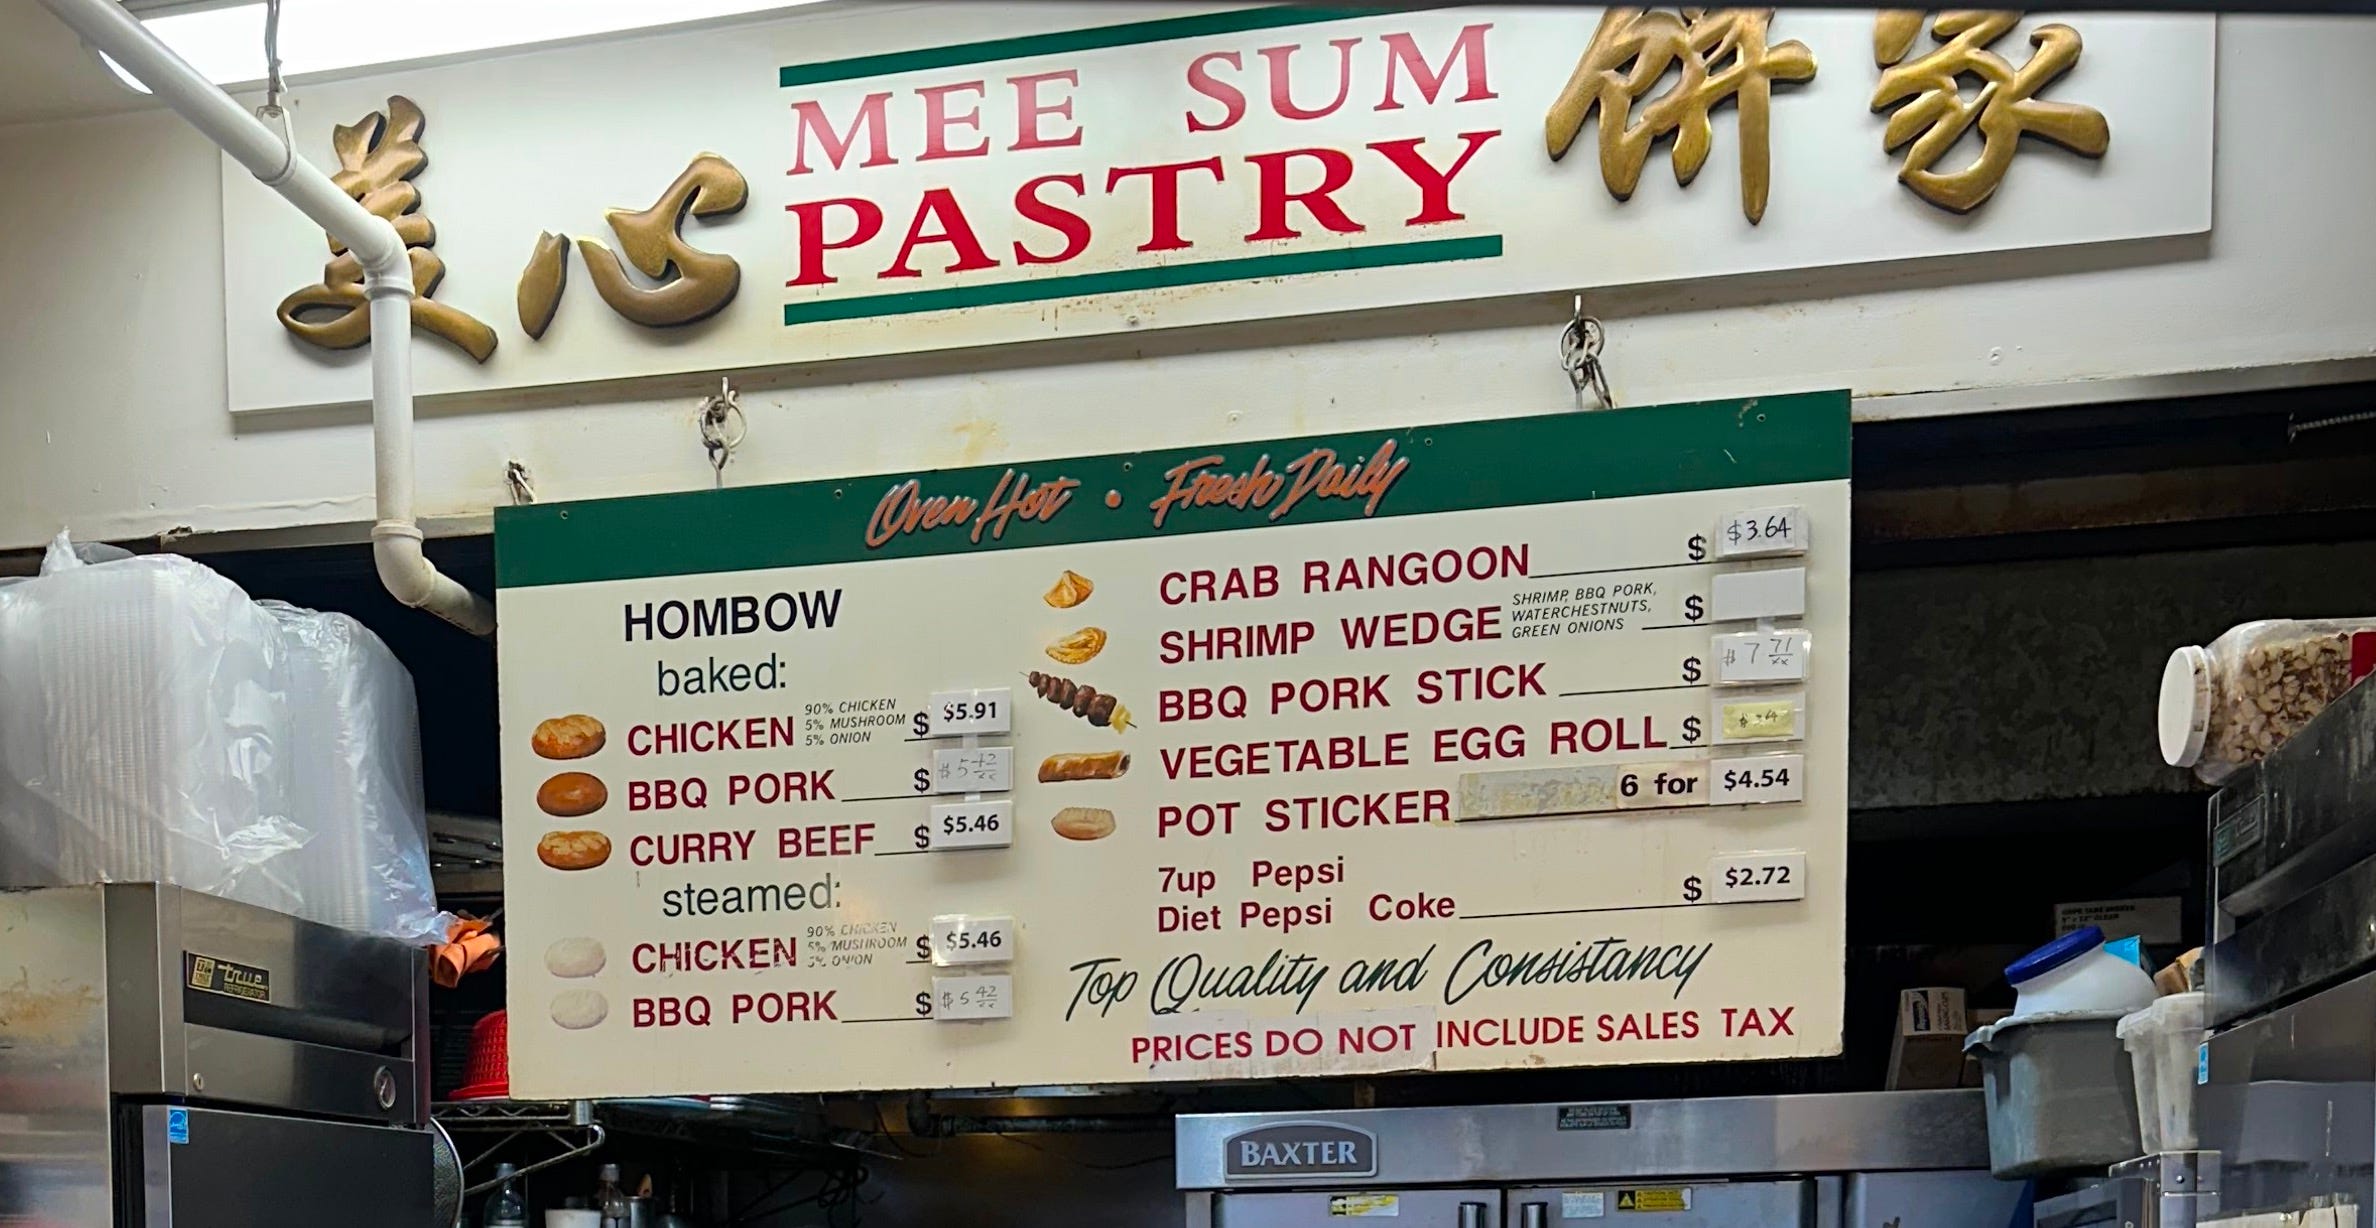 美心
MEE SUM
PASTRY
餅家
Oven Hot • Fresh Daily
HOMBOW
baked:
CHICKEN 90% CHICKEN
5% MUSHROOM
5% ONION
$ $5.91
BBQ PORK $ $5 42/xx
CURRY BEEF $ $5.46
steamed:
CHICKEN 90% CHICKEN
5% MUSHROOM
5% ONION
$ $5.46
BBQ PORK $ $5 42/xx
CRAB RANGOON $ $3.64
SHRIMP WEDGE SHRIMP, BBQ PORK,
WATERCHESTNUTS,
GREEN ONIONS
$
BBQ PORK STICK $ $7 71/xx
VEGETABLE EGG ROLL $
POT STICKER 6 for $4.54
7up Pepsi
Diet Pepsi Coke $ $2.72
Top Quality and Consistancy
PRICES DO NOT INCLUDE SALES TAX
true
REFRIGERATOR
BAXTER